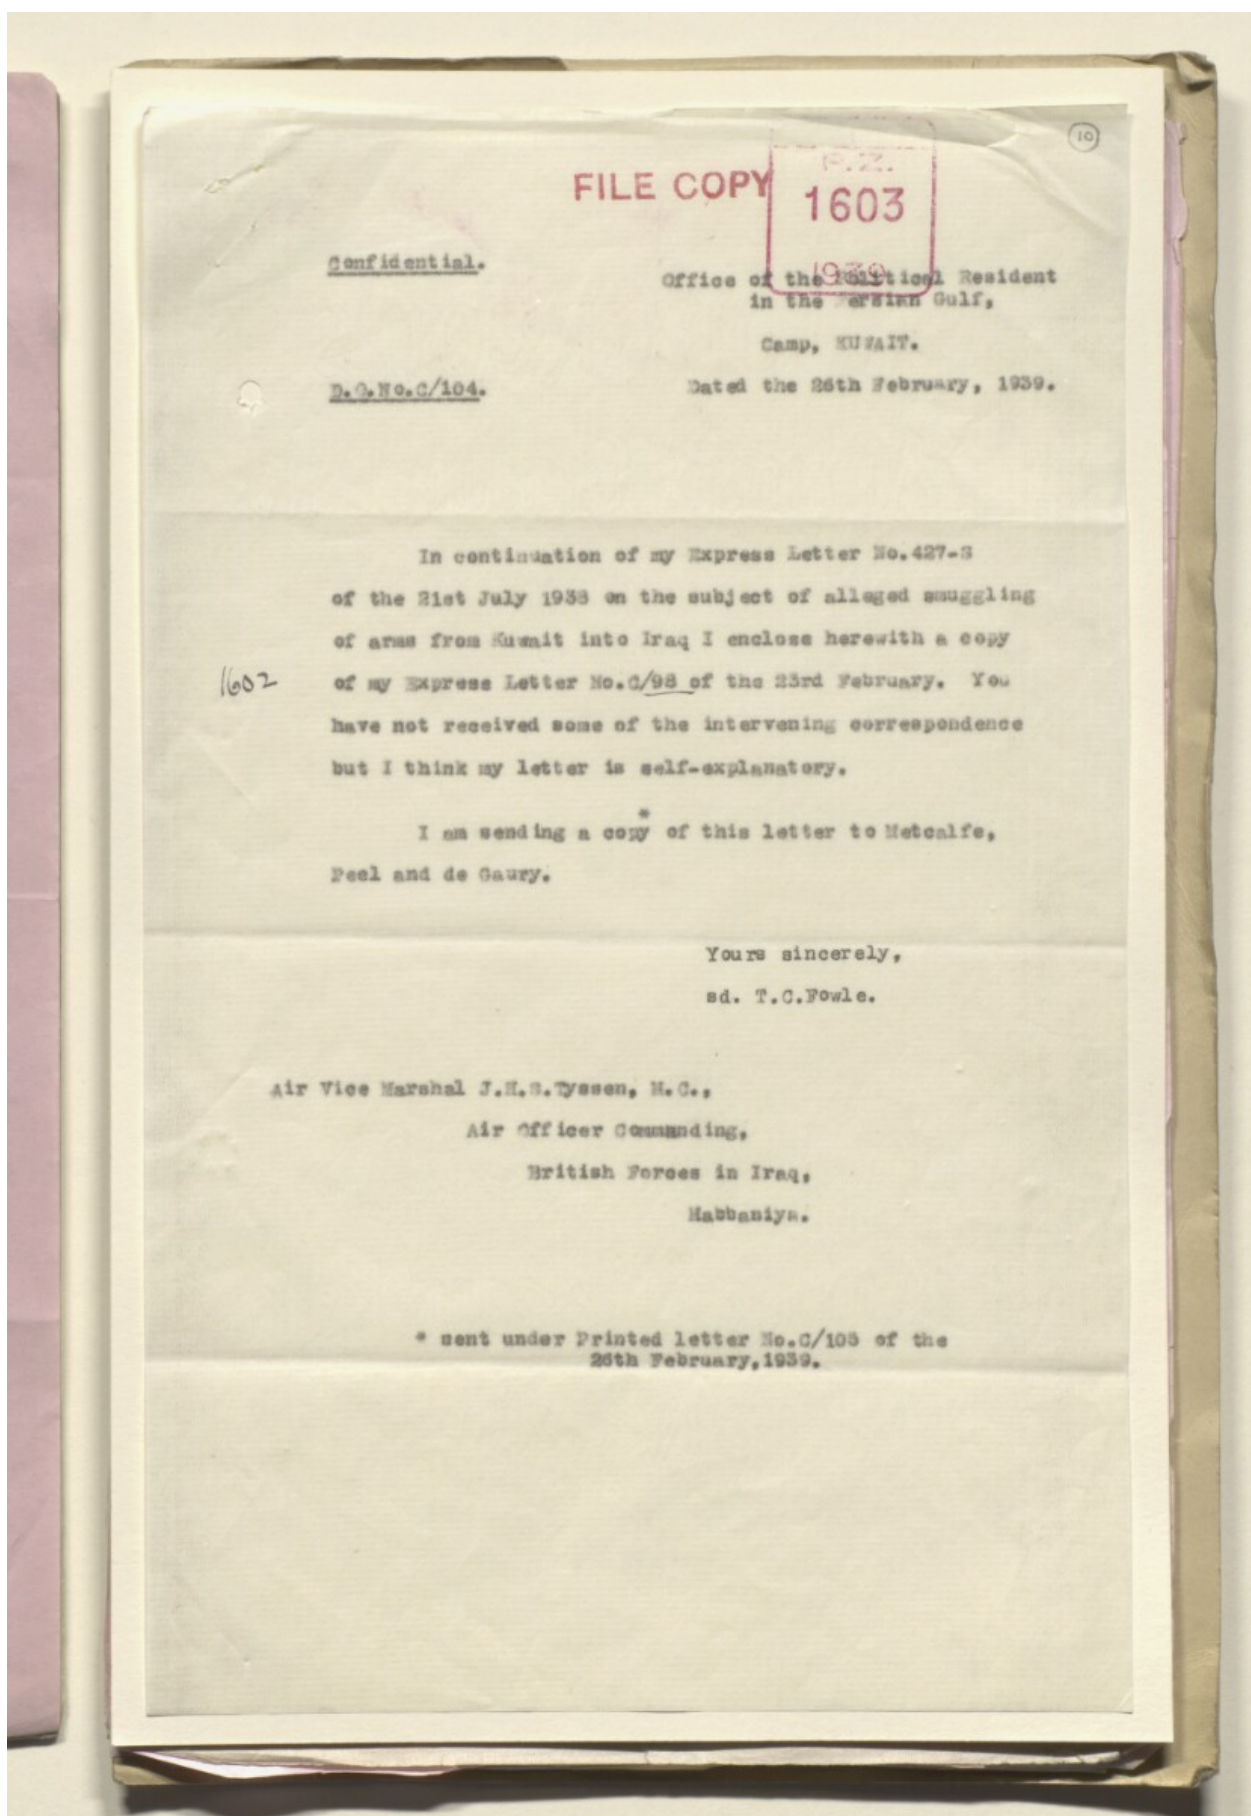 10
FILE COPY
P.Z.
1603
1939
Confidential.
Office of the Political Resident
in the Persian Gulf,
Camp, KUWAIT.
D.O.No.C/104.
Dated the 26th February, 1939.
In continuation of my Express Letter No.427-S
of the 21st July 1938 on the subject of alleged smuggling
of arms from Kuwait into Iraq I enclose herewith a copy
1602
of my Express Letter No.C/98 of the 23rd February. You
have not received some of the intervening correspondence
but I think my letter is self-explanatory.
*
I am sending a copy of this letter to Metcalfe,
Peel and de Gaury.
Yours sincerely,
sd. T.C.Fowle.
Air Vice Marshal J.H.S.Tyssen, M.C.,
Air Officer Commanding,
British Forces in Iraq,
Habbaniya.
* sent under Printed letter No.C/105 of the
26th February,1939.